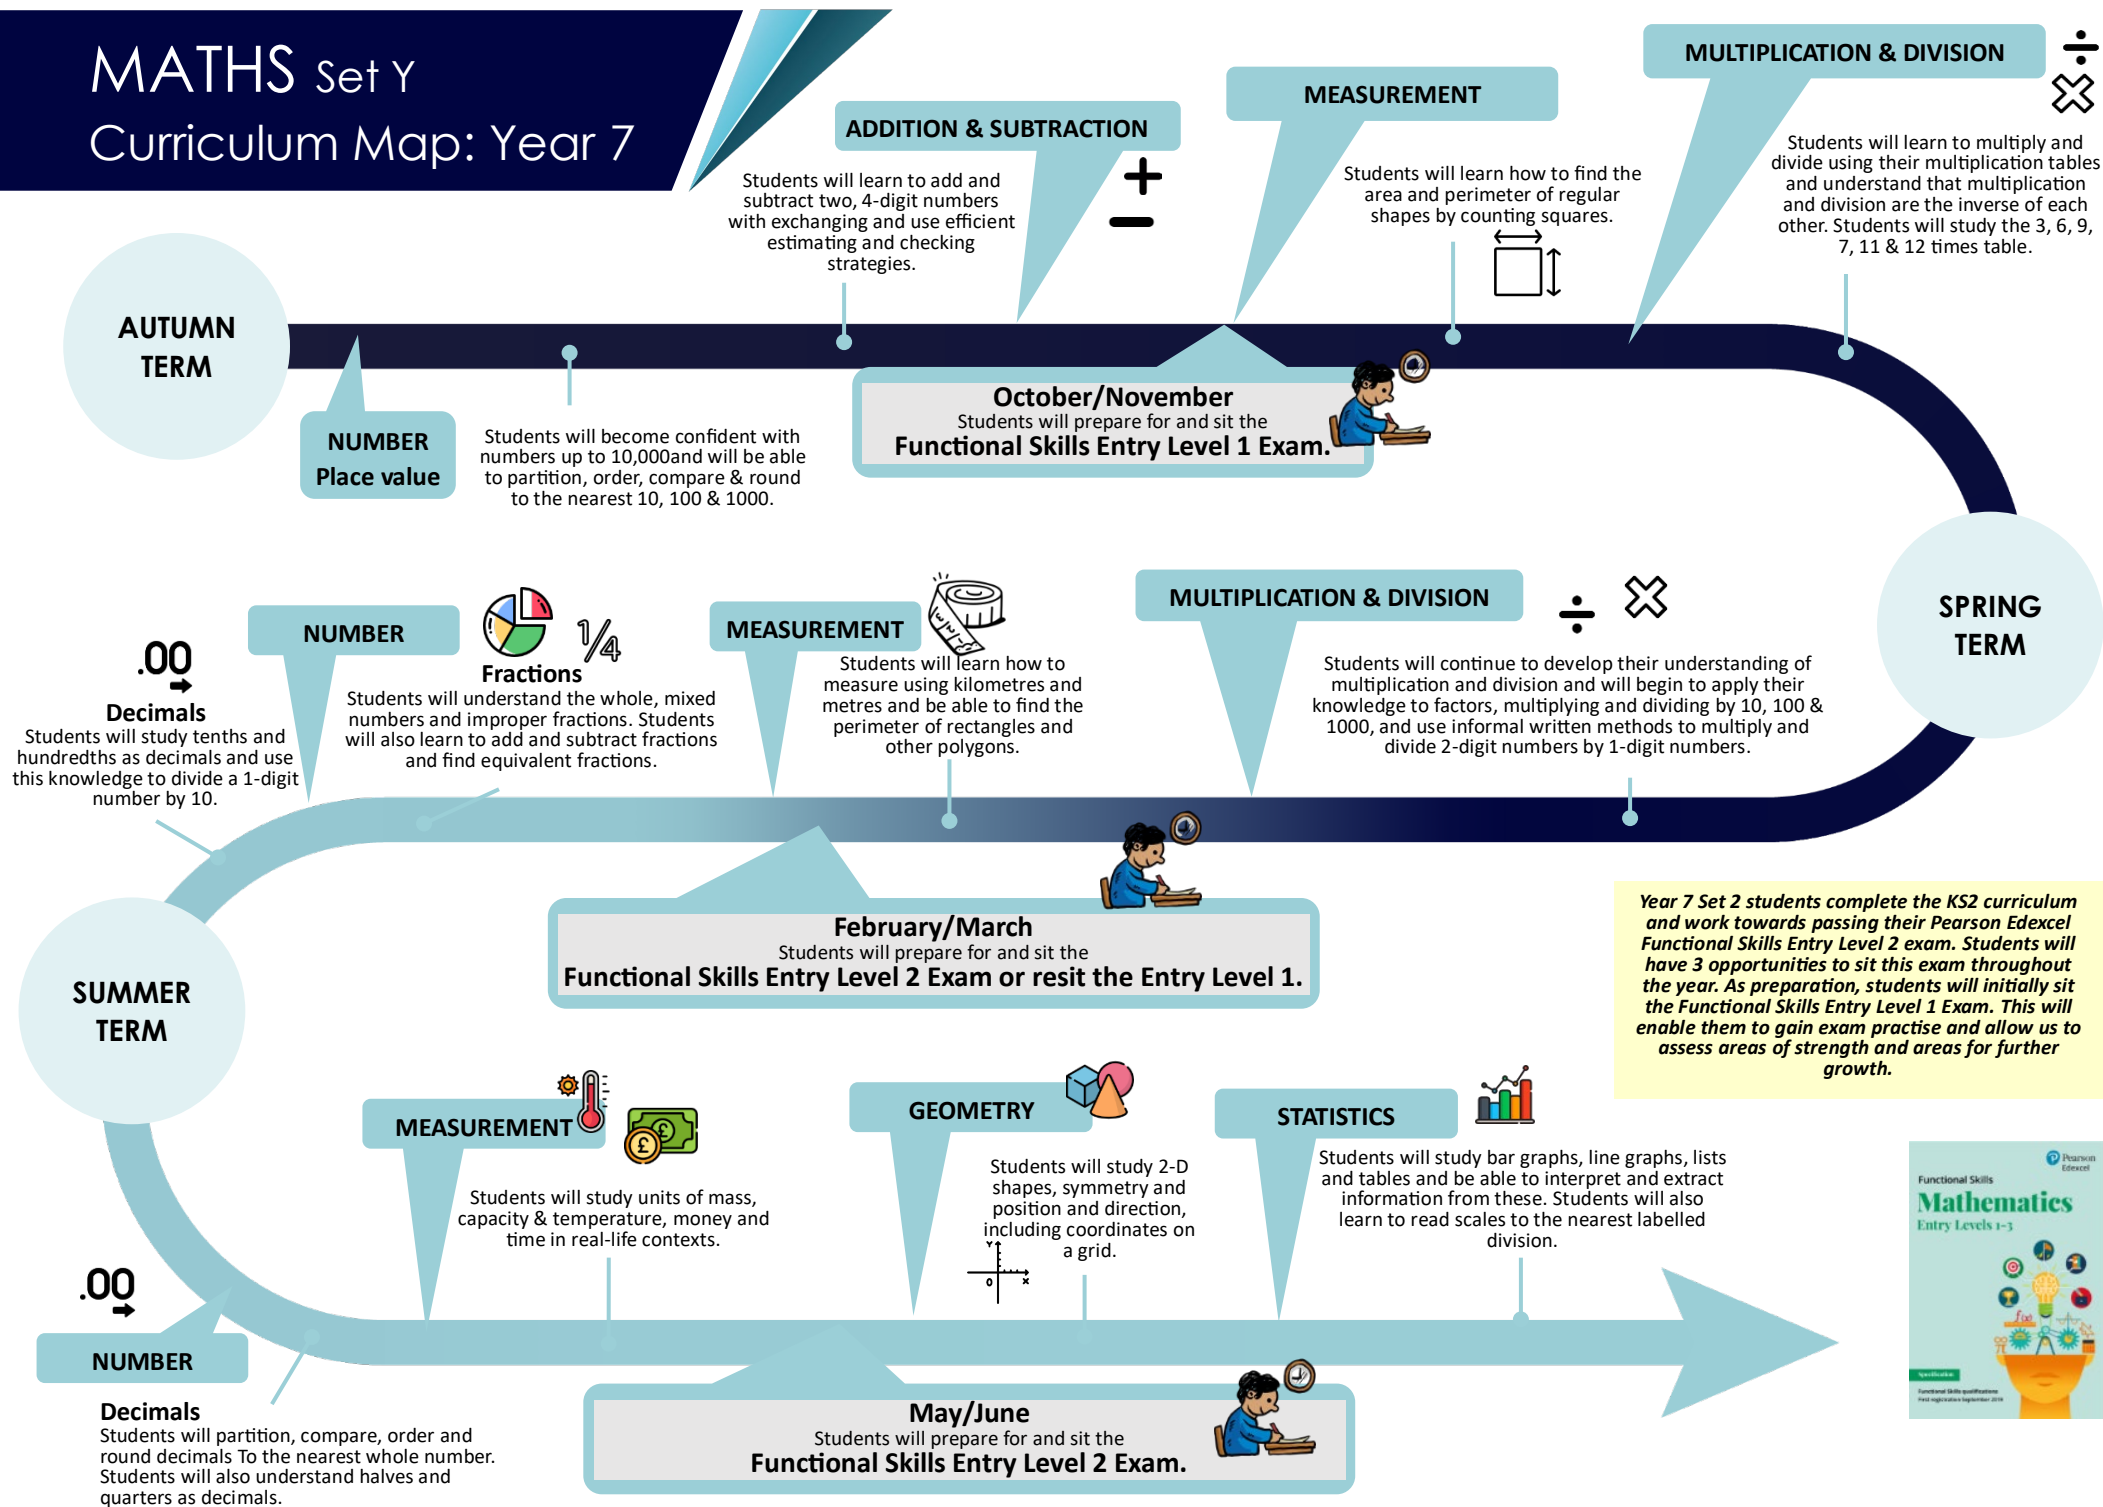 MATHS Set Y
Curriculum Map: Year 7
ADDITION & SUBTRACTION
Students will learn to add and
subtract two, 4-digit numbers
with exchanging and use efficient
estimating and checking
strategies.
MEASUREMENT
Students will learn how to find the
area and perimeter of regular
shapes by counting squares.
MULTIPLICATION & DIVISION
Students will learn to multiply and
divide using their multiplication tables
and understand that multiplication
and division are the inverse of each
other. Students will study the 3, 6, 9,
7, 11 & 12 times table.
AUTUMN
TERM
NUMBER
Place value
Students will become confident with
numbers up to 10,000and will be able
to partition, order, compare & round
to the nearest 10, 100 & 1000.
October/November
Students will prepare for and sit the
Functional Skills Entry Level 1 Exam.
SPRING
TERM
MULTIPLICATION & DIVISION
Students will continue to develop their understanding of
multiplication and division and will begin to apply their
knowledge to factors, multiplying and dividing by 10, 100 &
1000, and use informal written methods to multiply and
divide 2-digit numbers by 1-digit numbers.
MEASUREMENT
Students will learn how to
measure using kilometres and
metres and be able to find the
perimeter of rectangles and
other polygons.
NUMBER
1/4
Fractions
Students will understand the whole, mixed
numbers and improper fractions. Students
will also learn to add and subtract fractions
and find equivalent fractions.
.00
Decimals
Students will study tenths and
hundredths as decimals and use
this knowledge to divide a 1-digit
number by 10.
February/March
Students will prepare for and sit the
Functional Skills Entry Level 2 Exam or resit the Entry Level 1.
Year 7 Set 2 students complete the KS2 curriculum
and work towards passing their Pearson Edexcel
Functional Skills Entry Level 2 exam. Students will
have 3 opportunities to sit this exam throughout
the year. As preparation, students will initially sit
the Functional Skills Entry Level 1 Exam. This will
enable them to gain exam practise and allow us to
assess areas of strength and areas for further
growth.
SUMMER
TERM
.00
NUMBER
Decimals
Students will partition, compare, order and
round decimals To the nearest whole number.
Students will also understand halves and
quarters as decimals.
MEASUREMENT
Students will study units of mass,
capacity & temperature, money and
time in real-life contexts.
GEOMETRY
Students will study 2-D
shapes, symmetry and
position and direction,
including coordinates on
a grid.
Y
0 X
STATISTICS
Students will study bar graphs, line graphs, lists
and tables and be able to interpret and extract
information from these. Students will also
learn to read scales to the nearest labelled
division.
May/June
Students will prepare for and sit the
Functional Skills Entry Level 2 Exam.
Pearson
Edexcel
Functional Skills
Mathematics
Entry Levels 1-3
f(x)
Specification
Functional Skills qualifications
First registration September 2019